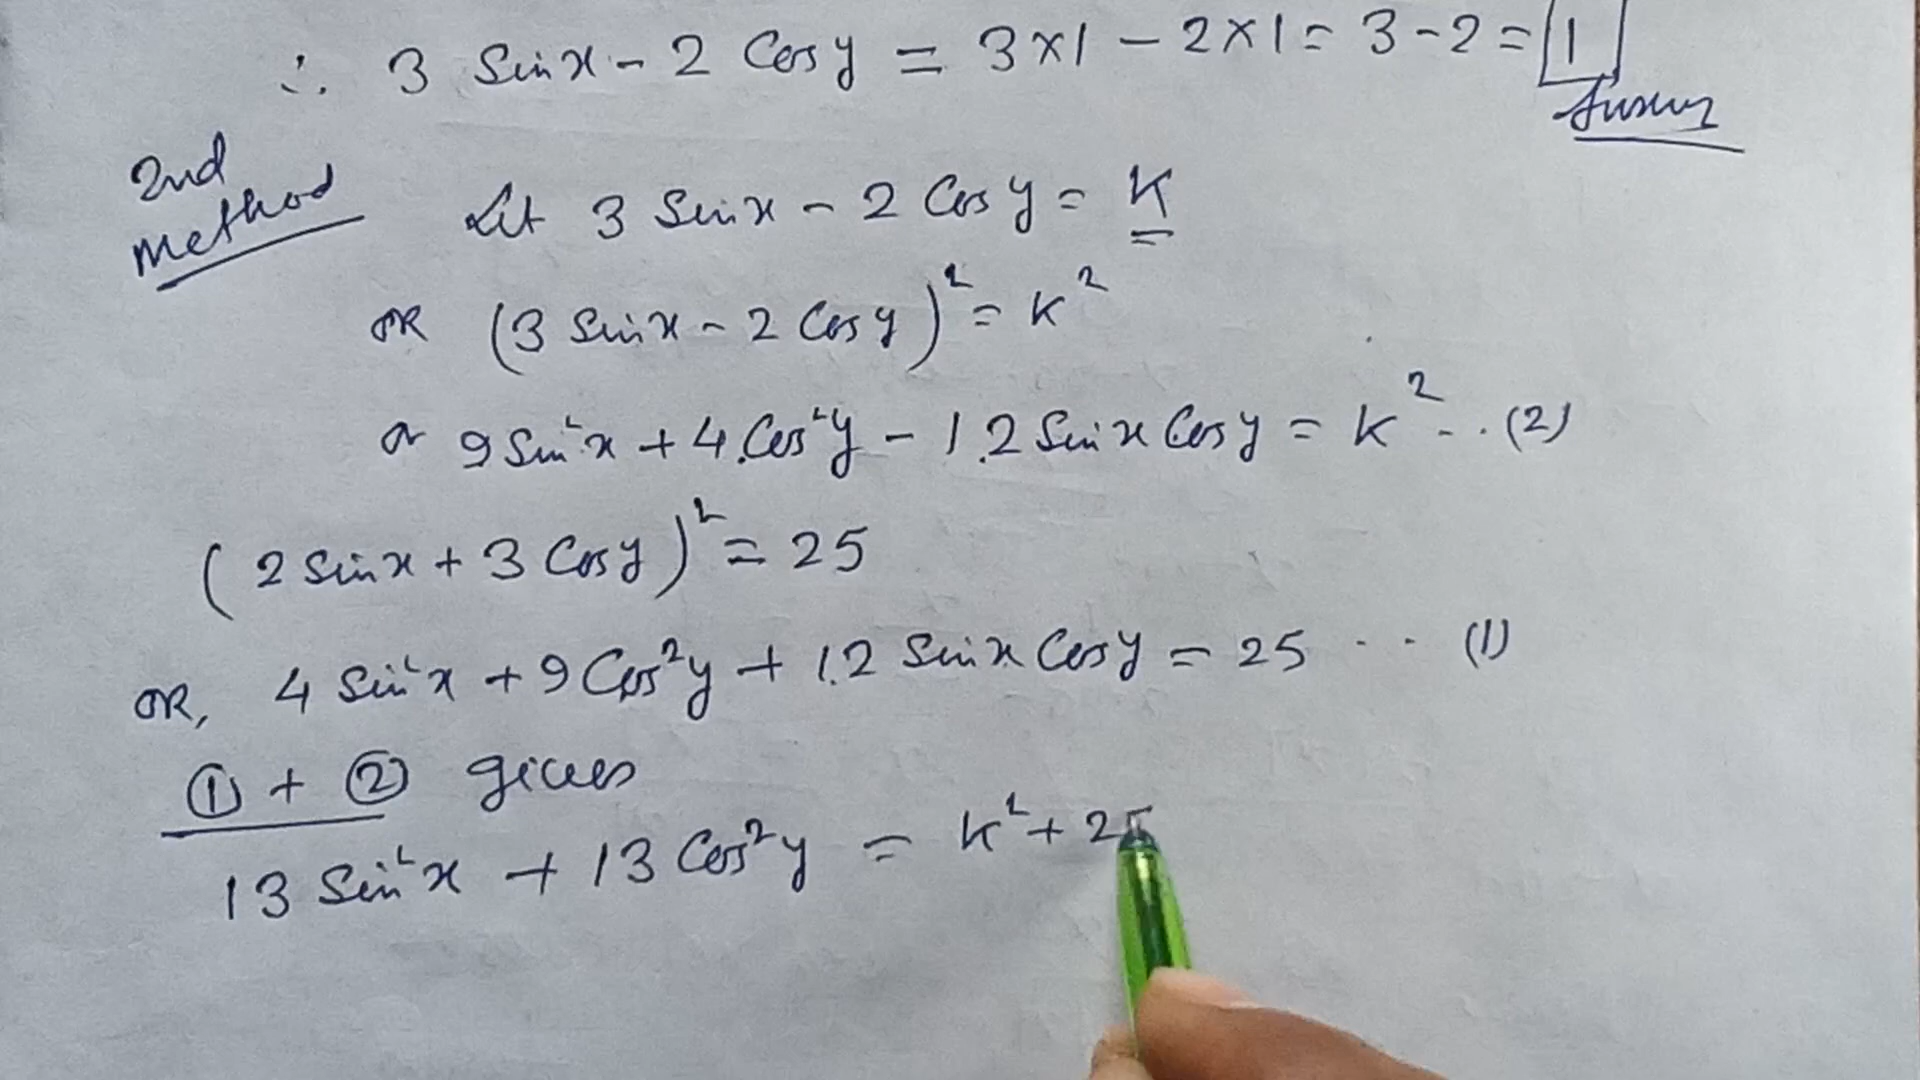 ∴ 3 Sin x - 2 Cos y = 3×1 - 2×1 = 3-2 = 1
Answer
2nd Method
Let 3 Sin x - 2 Cos y = K
OR (3 Sin x - 2 Cos y)² = K²
or 9 Sin²x + 4 Cos²y - 12 Sin x Cos y = K² ... (2)
(2 Sin x + 3 Cos y)² = 25
OR, 4 Sin²x + 9 Cos²y + 12 Sin x Cos y = 25 ... (1)
① + ② gives
13 Sin²x + 13 Cos²y = K² + 25